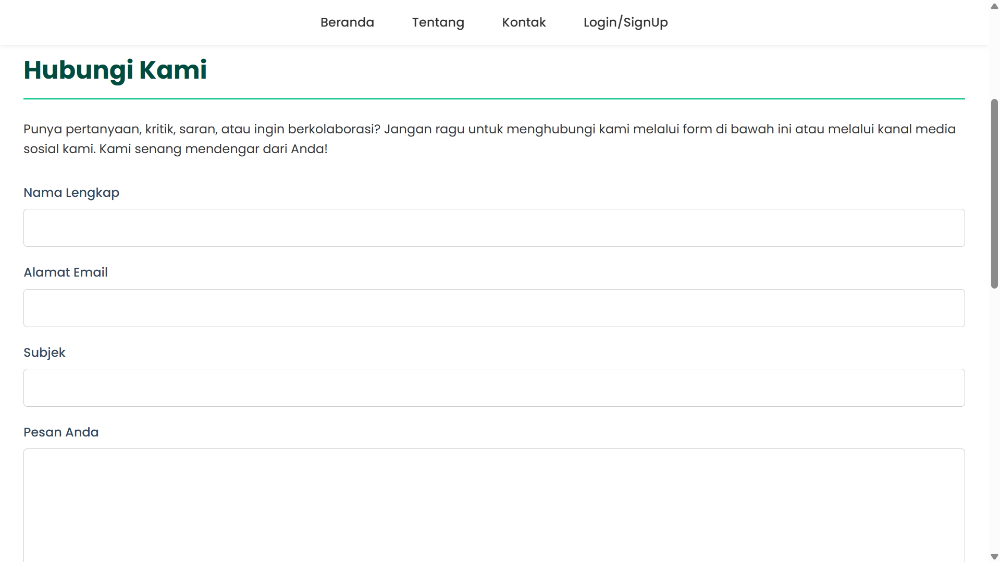 Beranda Tentang Kontak Login/SignUp
Hubungi Kami
Punya pertanyaan, kritik, saran, atau ingin berkolaborasi? Jangan ragu untuk menghubungi kami melalui form di bawah ini atau melalui kanal media
sosial kami. Kami senang mendengar dari Anda!
Nama Lengkap
Alamat Email
Subjek
Pesan Anda